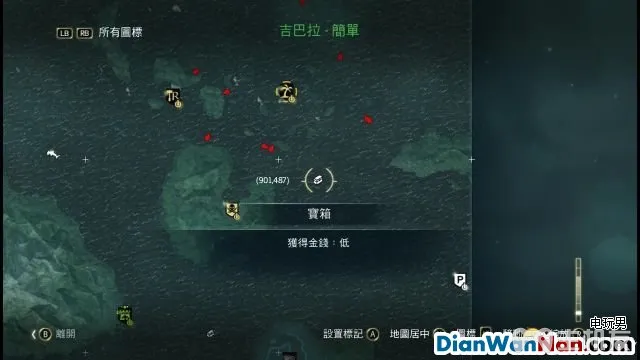 LB RB 所有圖標
吉巴拉 - 簡單
TR
(901,487)
寶箱
獲得金錢：低
P
B 離開
設置標記 A 地圖居中
电玩男
DianWanNan.com